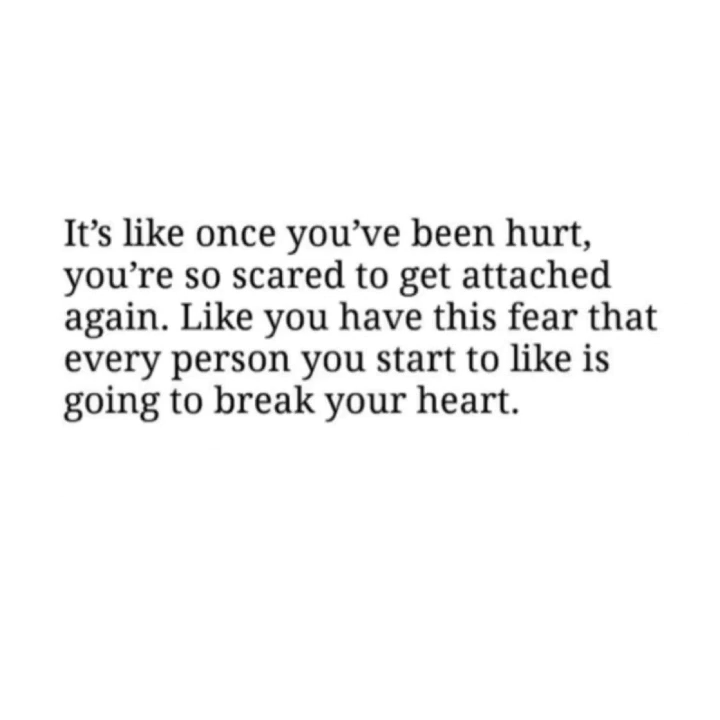 It’s like once you’ve been hurt,
you’re so scared to get attached
again. Like you have this fear that
every person you start to like is
going to break your heart.